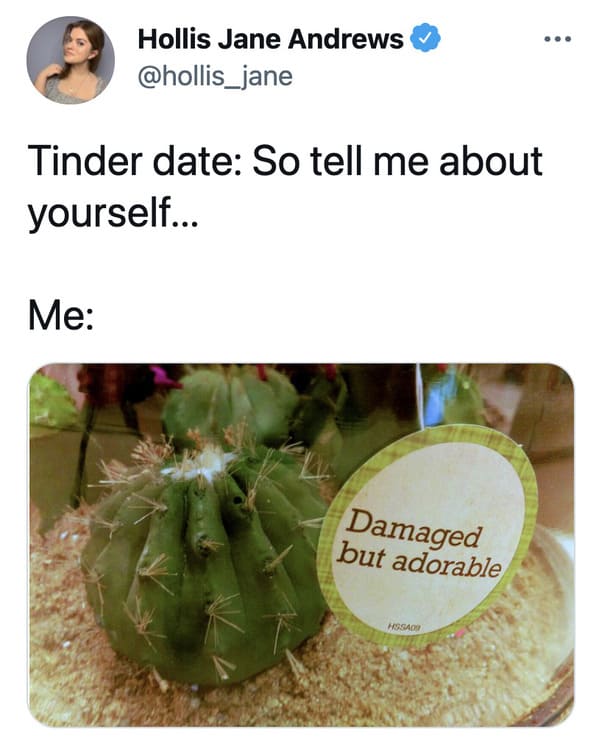 Hollis Jane Andrews
@hollis_jane
Tinder date: So tell me about
yourself...
Me:
Damaged
but adorable
HSSA09